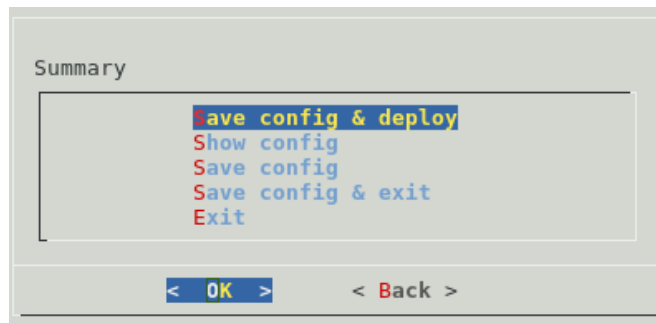 Summary
Save config & deploy
Show config
Save config
Save config & exit
Exit
< OK > < Back >